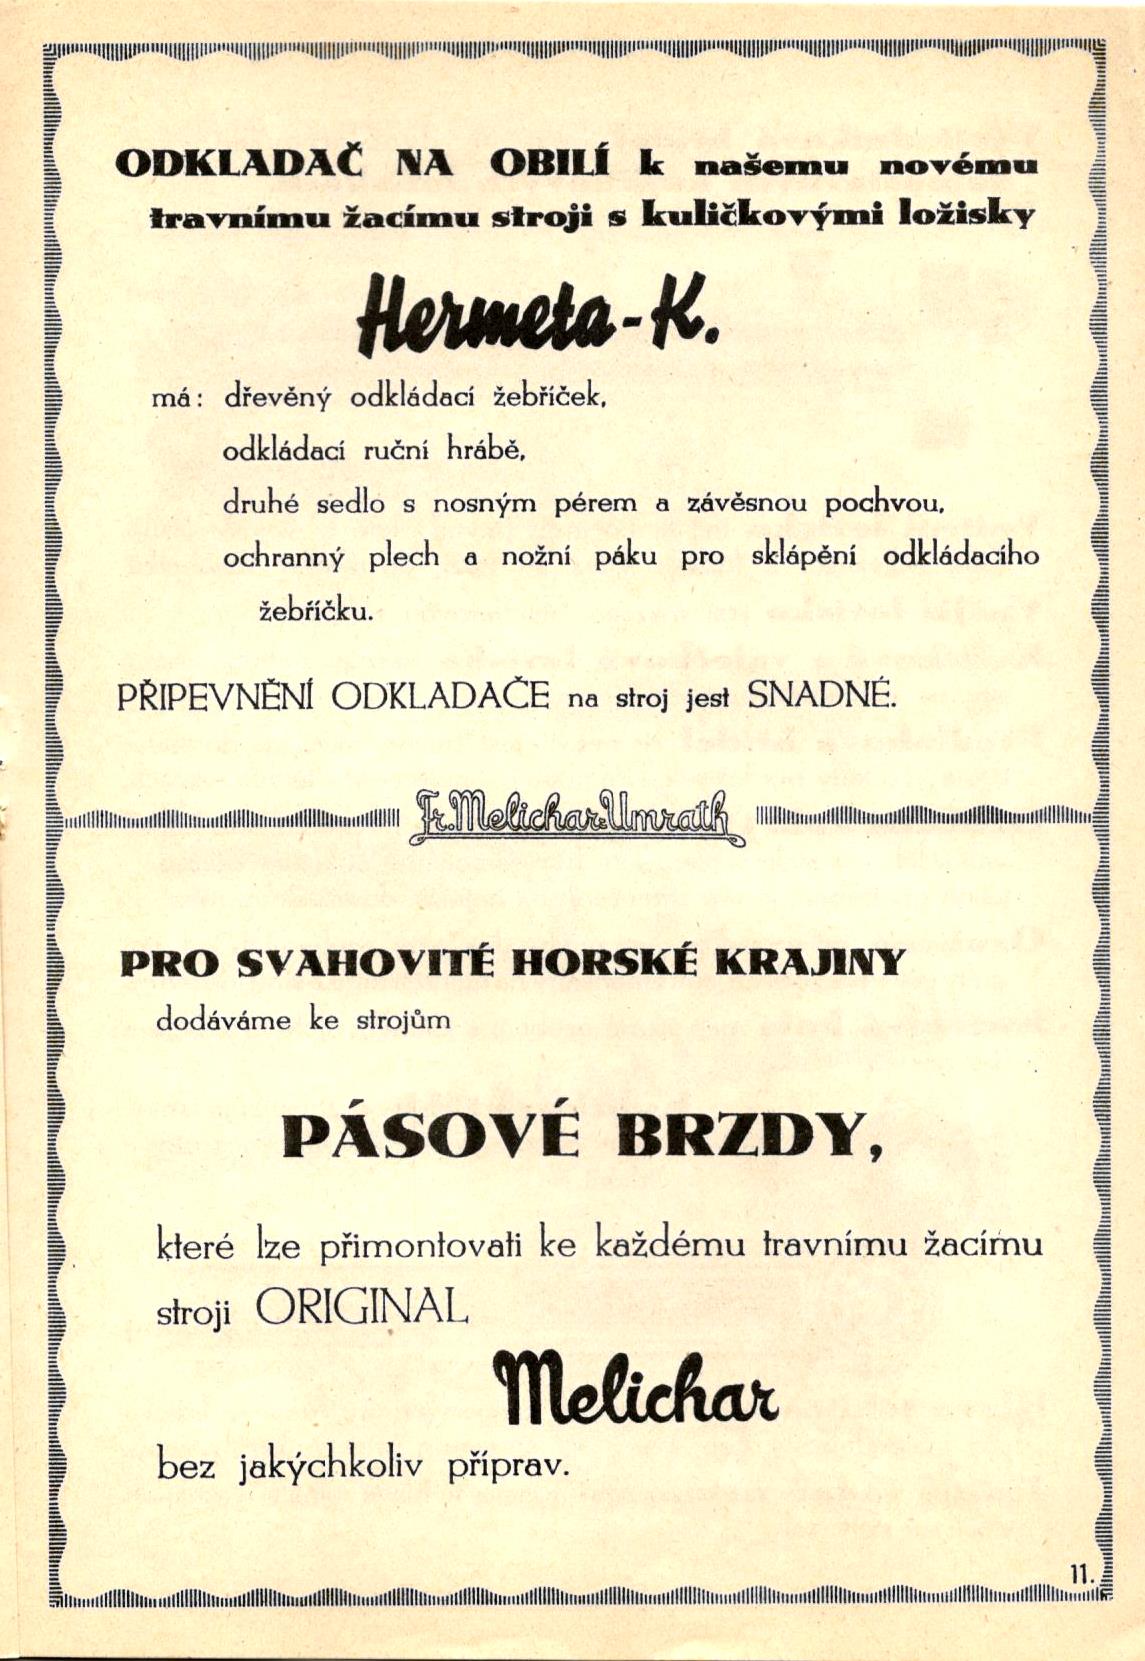 ODKLADAČ NA OBILÍ k našemu novému
travnímu žacímu stroji s kuličkovými ložisky
Hermeta-K.
má: dřevěný odkládací žebříček,
odkládací ruční hrábě,
druhé sedlo s nosným pérem a závěsnou pochvou,
ochranný plech a nožní páku pro sklápění odkládacího
žebříčku.
PŘIPEVNĚNÍ ODKLADAČE na stroj jest SNADNÉ.
Fr. Melichar-Umrath
PRO SVAHOVITÉ HORSKÉ KRAJINY
dodáváme ke strojům
PÁSOVÉ BRZDY,
které lze přimontovati ke každému travnímu žacímu
stroji ORIGINAL
Melichar
bez jakýchkoliv příprav.
11.